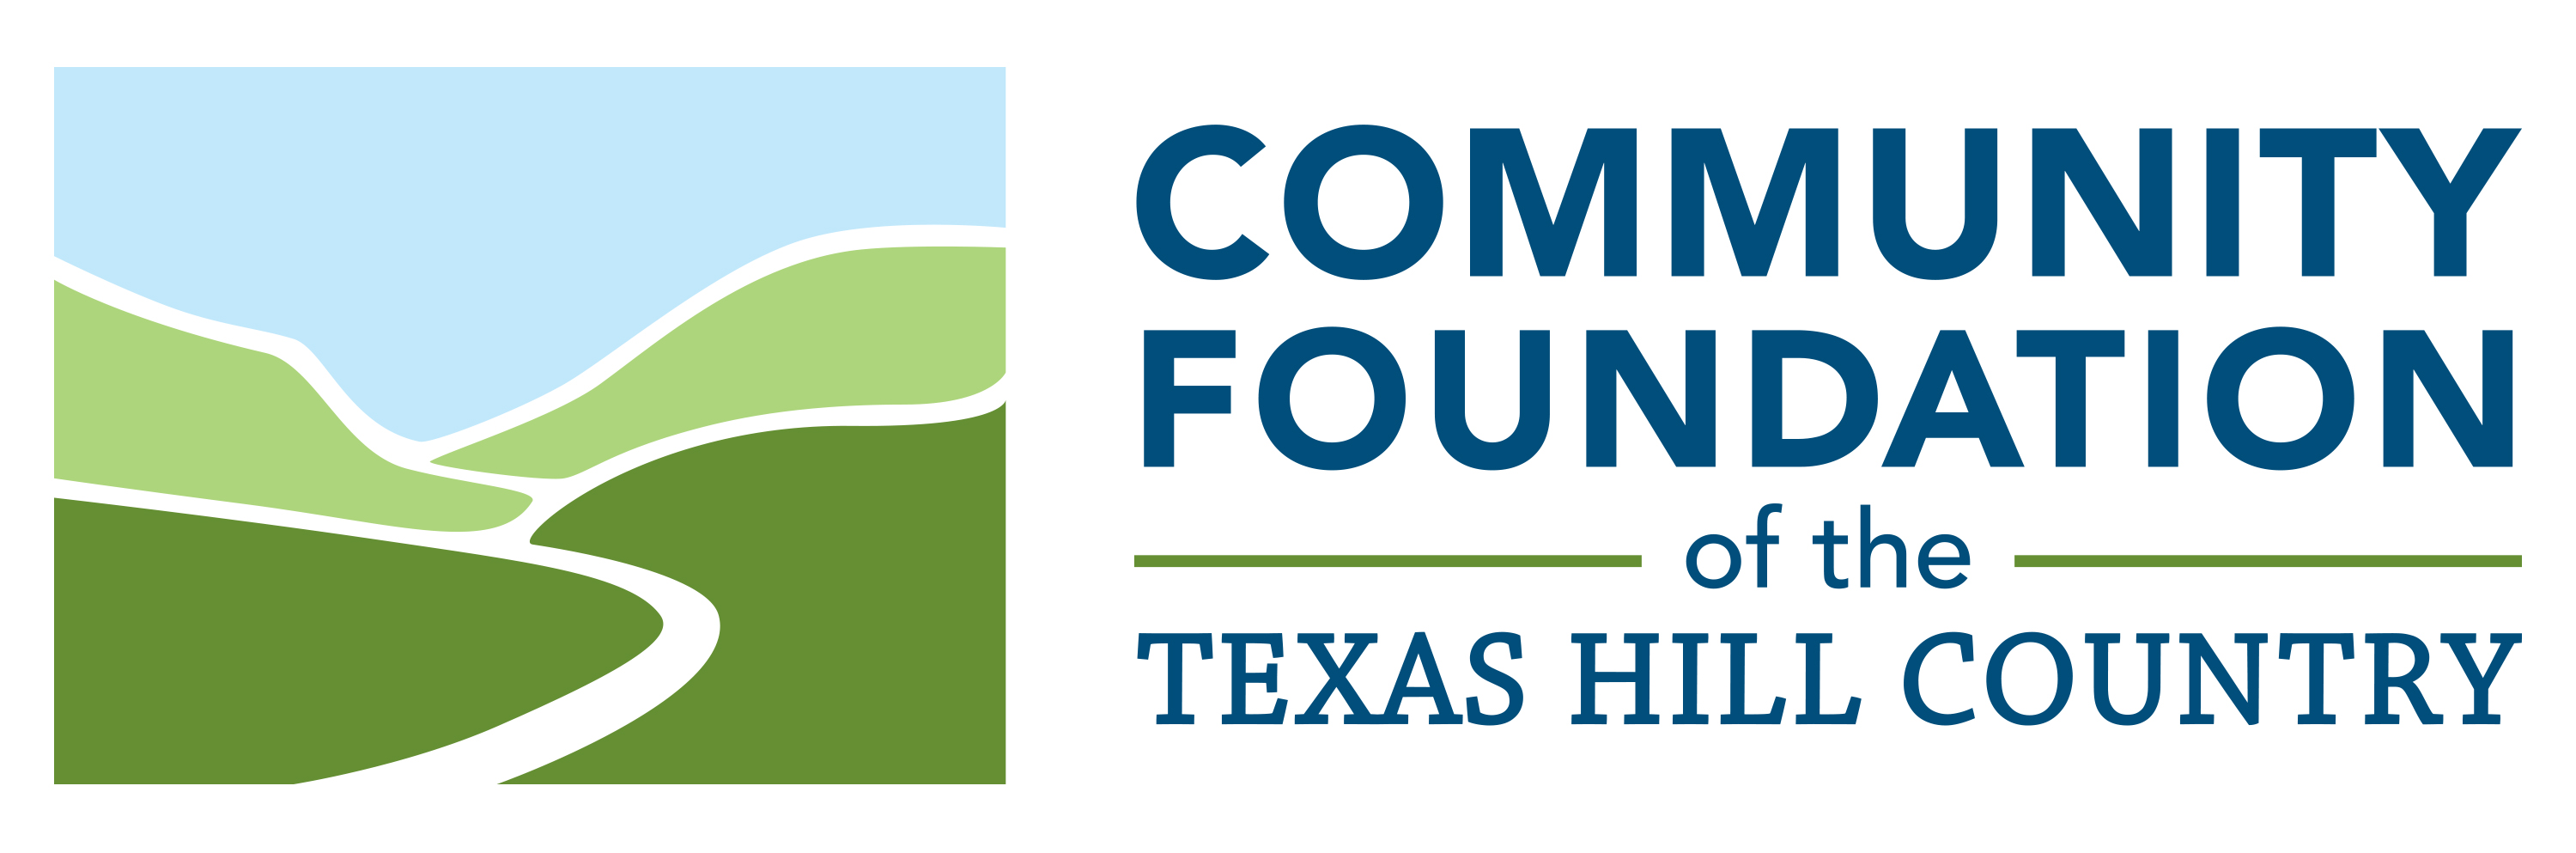 COMMUNITY
FOUNDATION
of the
TEXAS HILL COUNTRY